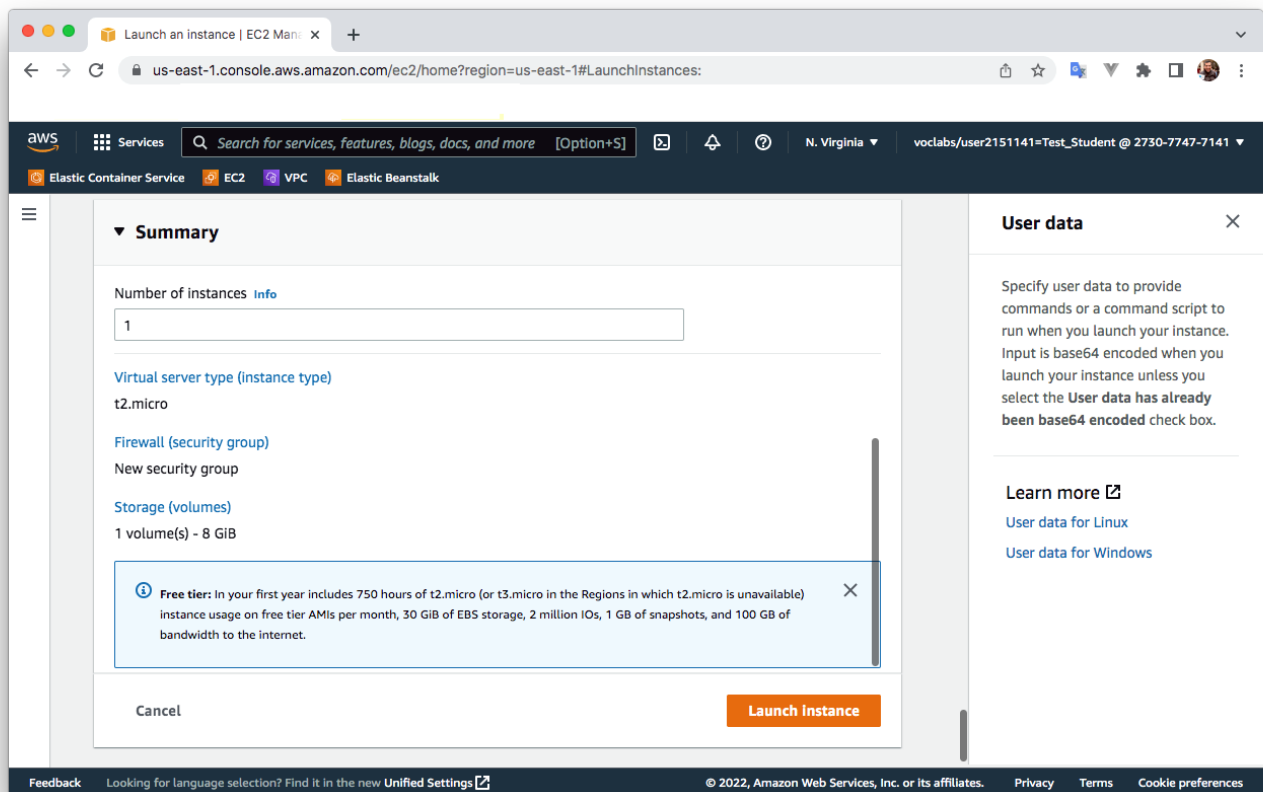 Launch an instance | EC2 Mana
us-east-1.console.aws.amazon.com/ec2/home?region=us-east-1#LaunchInstances:
aws
Services
Search for services, features, blogs, docs, and more
[Option+S]
N. Virginia
voclabs/user2151141=Test_Student @ 2730-7747-7141
Elastic Container Service
EC2
VPC
Elastic Beanstalk
Summary
Number of instances Info
1
Virtual server type (instance type)
t2.micro
Firewall (security group)
New security group
Storage (volumes)
1 volume(s) - 8 GiB
Free tier: In your first year includes 750 hours of t2.micro (or t3.micro in the Regions in which t2.micro is unavailable)
instance usage on free tier AMIs per month, 30 GiB of EBS storage, 2 million IOs, 1 GB of snapshots, and 100 GB of
bandwidth to the internet.
Cancel
Launch instance
User data
Specify user data to provide
commands or a command script to
run when you launch your instance.
Input is base64 encoded when you
launch your instance unless you
select the User data has already
been base64 encoded check box.
Learn more
User data for Linux
User data for Windows
Feedback
Looking for language selection? Find it in the new Unified Settings
© 2022, Amazon Web Services, Inc. or its affiliates.
Privacy
Terms
Cookie preferences